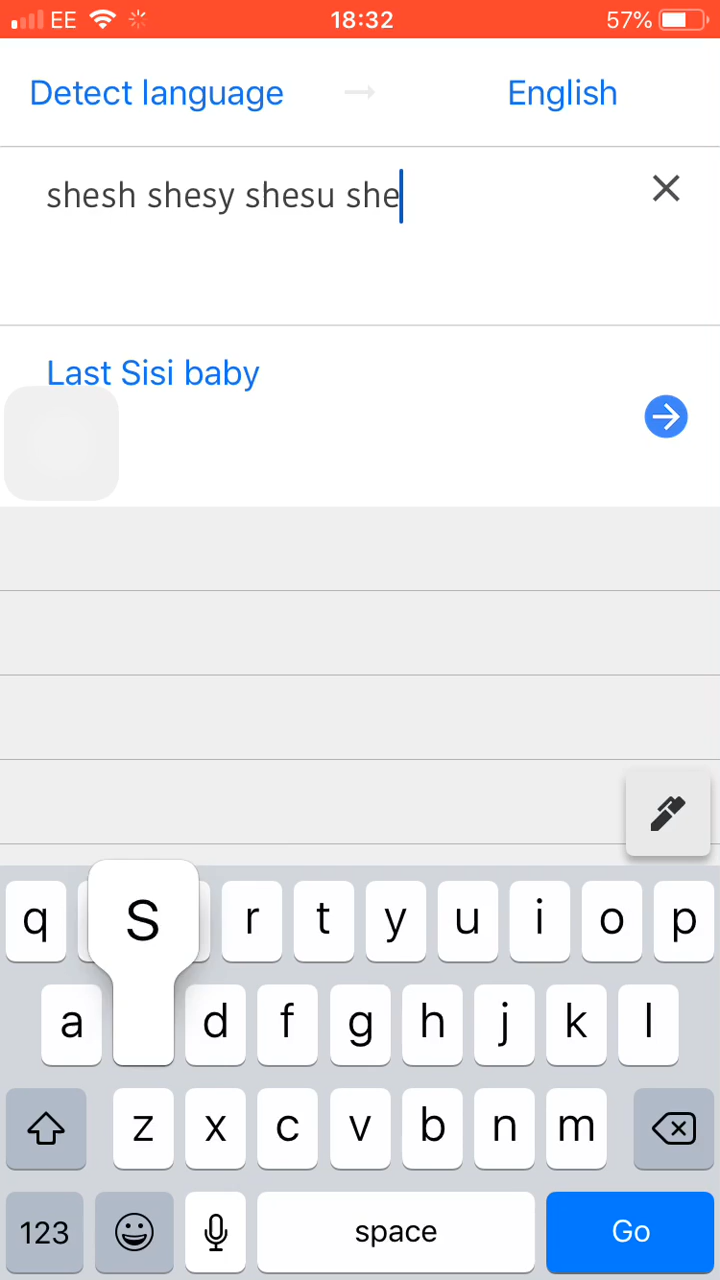 EE 18:32 57%
Detect language → English
shesh shesy shesu she
Last Sisi baby
q r t y u i o p
S
a d f g h j k l
z x c v b n m
123 space Go